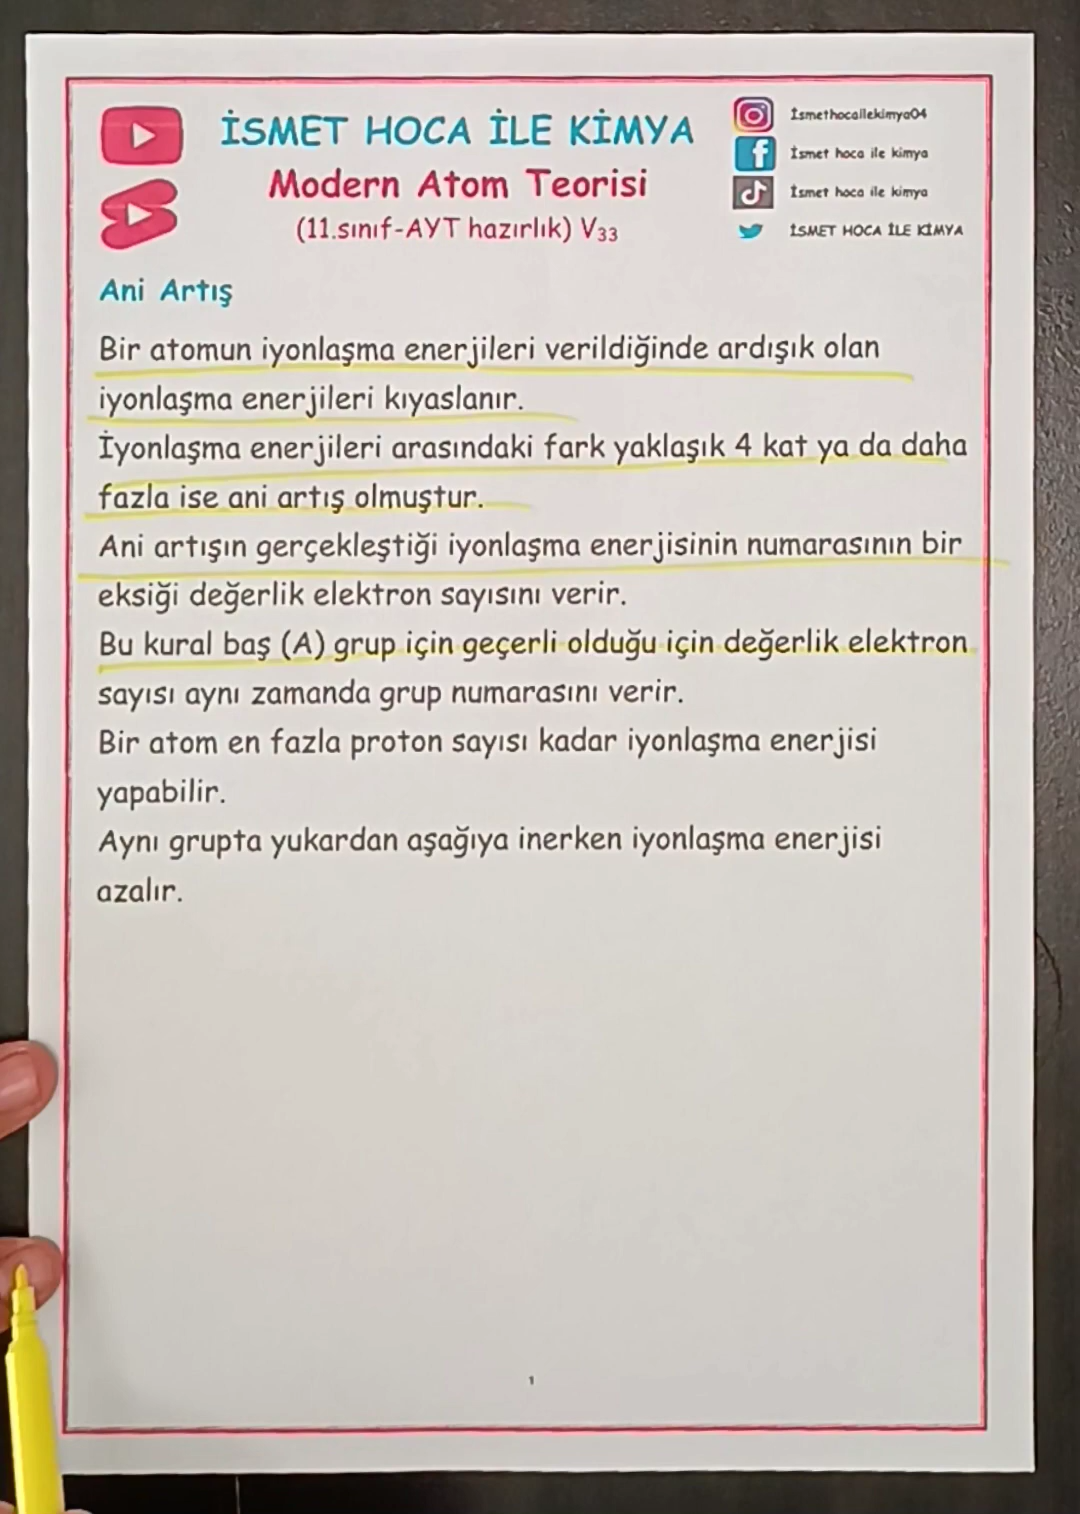 İSMET HOCA İLE KİMYA
Modern Atom Teorisi
(11.sınıf-AYT hazırlık) V33
İsmethocailekimya04
İsmet hoca ile kimya
İsmet hoca ile kimya
İSMET HOCA İLE KİMYA
Ani Artış
Bir atomun iyonlaşma enerjileri verildiğinde ardışık olan
iyonlaşma enerjileri kıyaslanır.
İyonlaşma enerjileri arasındaki fark yaklaşık 4 kat ya da daha
fazla ise ani artış olmuştur.
Ani artışın gerçekleştiği iyonlaşma enerjisinin numarasının bir
eksiği değerlik elektron sayısını verir.
Bu kural baş (A) grup için geçerli olduğu için değerlik elektron
sayısı aynı zamanda grup numarasını verir.
Bir atom en fazla proton sayısı kadar iyonlaşma enerjisi
yapabilir.
Aynı grupta yukardan aşağıya inerken iyonlaşma enerjisi
azalır.
1